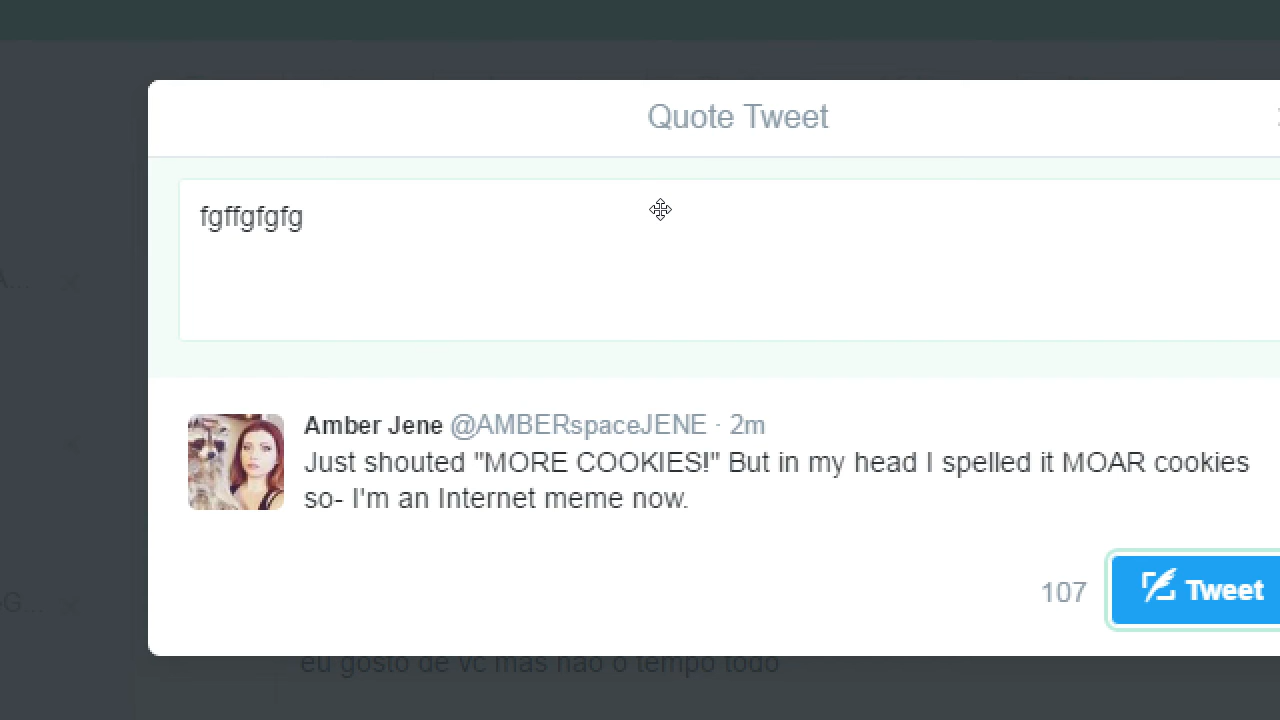 Quote Tweet
fgffgfgfg
Amber Jene @AMBERspaceJENE · 2m
Just shouted "MORE COOKIES!" But in my head I spelled it MOAR cookies
so- I'm an Internet meme now.
107 Tweet
eu gosto de vc mas não o tempo todo